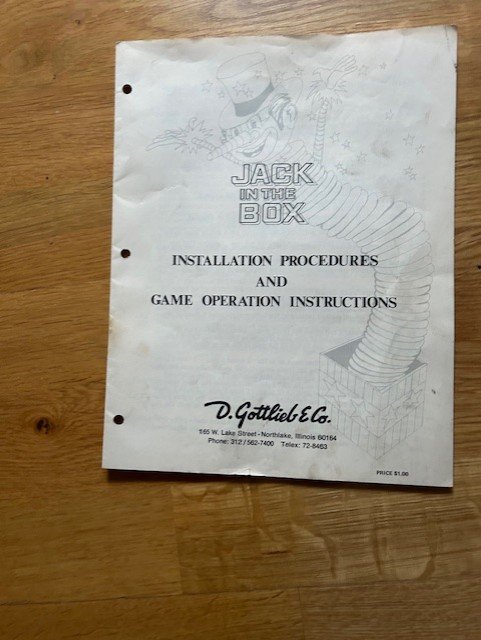 JACK
IN THE
BOX
INSTALLATION PROCEDURES
AND
GAME OPERATION INSTRUCTIONS
D. Gottlieb & Co.
165 W. Lake Street - Northlake, Illinois 60164
Phone: 312/562-7400 Telex: 72-8463
PRICE $1.00